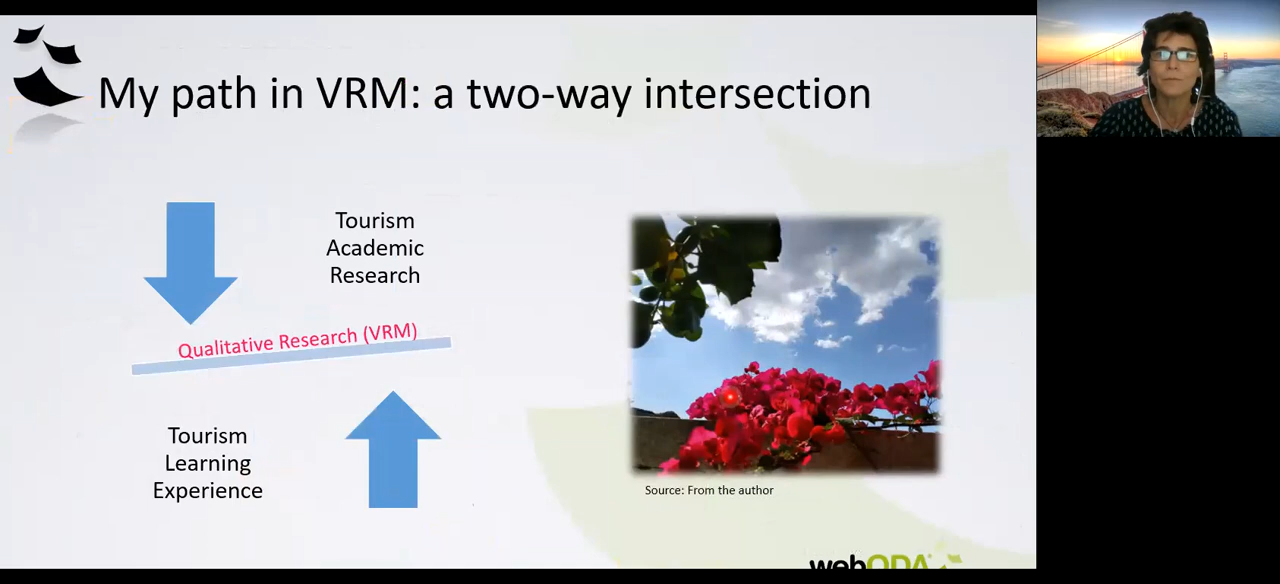 My path in VRM: a two-way intersection
Tourism
Academic
Research
Qualitative Research (VRM)
Tourism
Learning
Experience
Source: From the author
webQDA